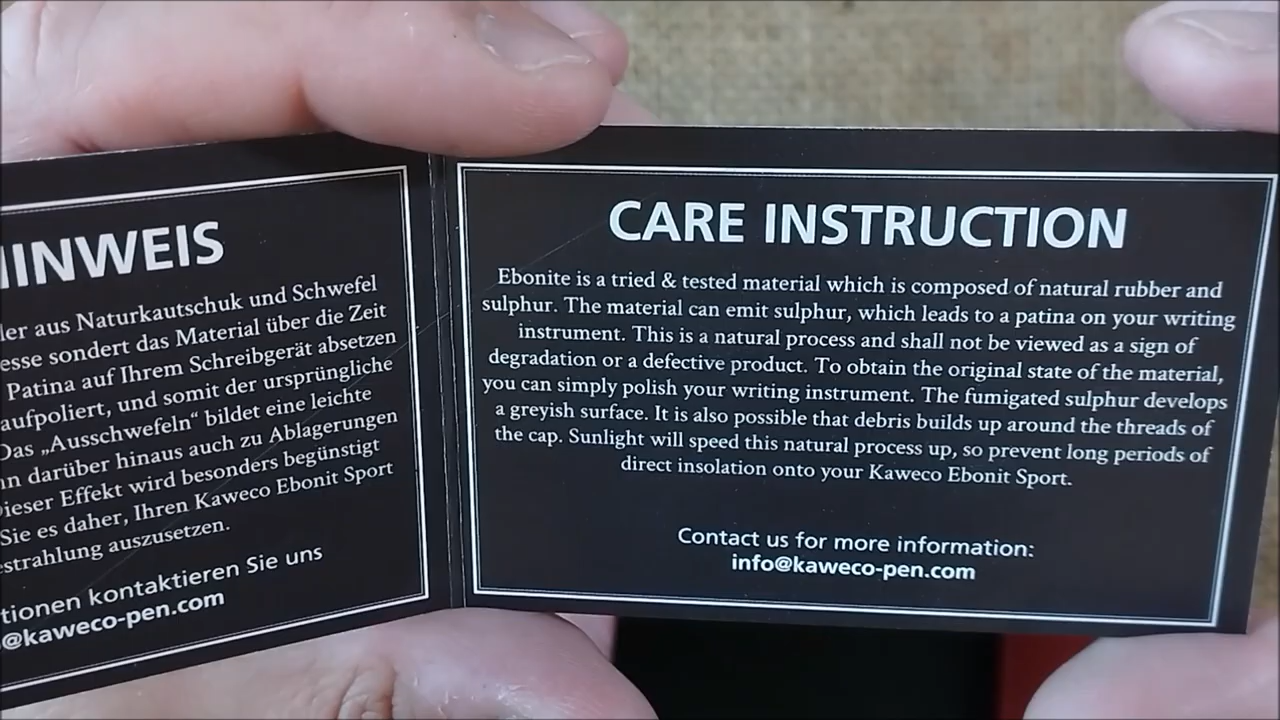 HINWEIS
ler aus Naturkautschuk und Schwefel
esse sondert das Material über die Zeit
Patina auf Ihrem Schreibgerät absetzen
aufpoliert, und somit der ursprüngliche
Das „Ausschwefeln“ bildet eine leichte
nn darüber hinaus auch zu Ablagerungen
Dieser Effekt wird besonders begünstigt
Sie es daher, Ihren Kaweco Ebonit Sport
estrahlung auszusetzen.
tionen kontaktieren Sie uns
@kaweco-pen.com
CARE INSTRUCTION
Ebonite is a tried & tested material which is composed of natural rubber and
sulphur. The material can emit sulphur, which leads to a patina on your writing
instrument. This is a natural process and shall not be viewed as a sign of
degradation or a defective product. To obtain the original state of the material,
you can simply polish your writing instrument. The fumigated sulphur develops
a greyish surface. It is also possible that debris builds up around the threads of
the cap. Sunlight will speed this natural process up, so prevent long periods of
direct insolation onto your Kaweco Ebonit Sport.
Contact us for more information:
info@kaweco-pen.com